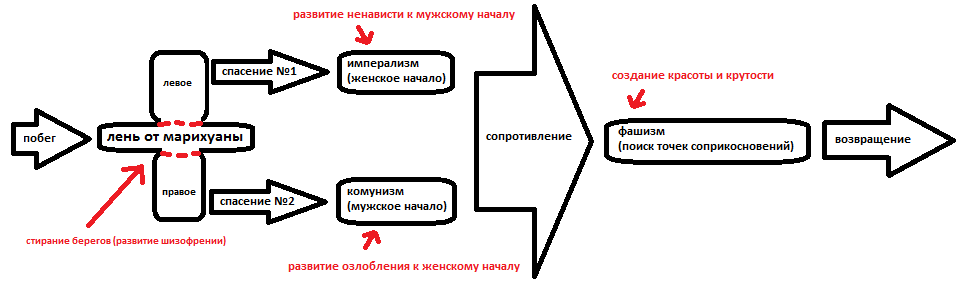 развитие ненависти к мужскому началу
левое
спасение №1
империализм
(женское начало)
создание красоты и крутости
побег
лень от марихуаны
сопротивление
фашизм
(поиск точек соприкосновений)
возвращение
правое
спасение №2
комунизм
(мужское начало)
стирание берегов (развитие шизофрении)
развитие озлобления к женскому началу